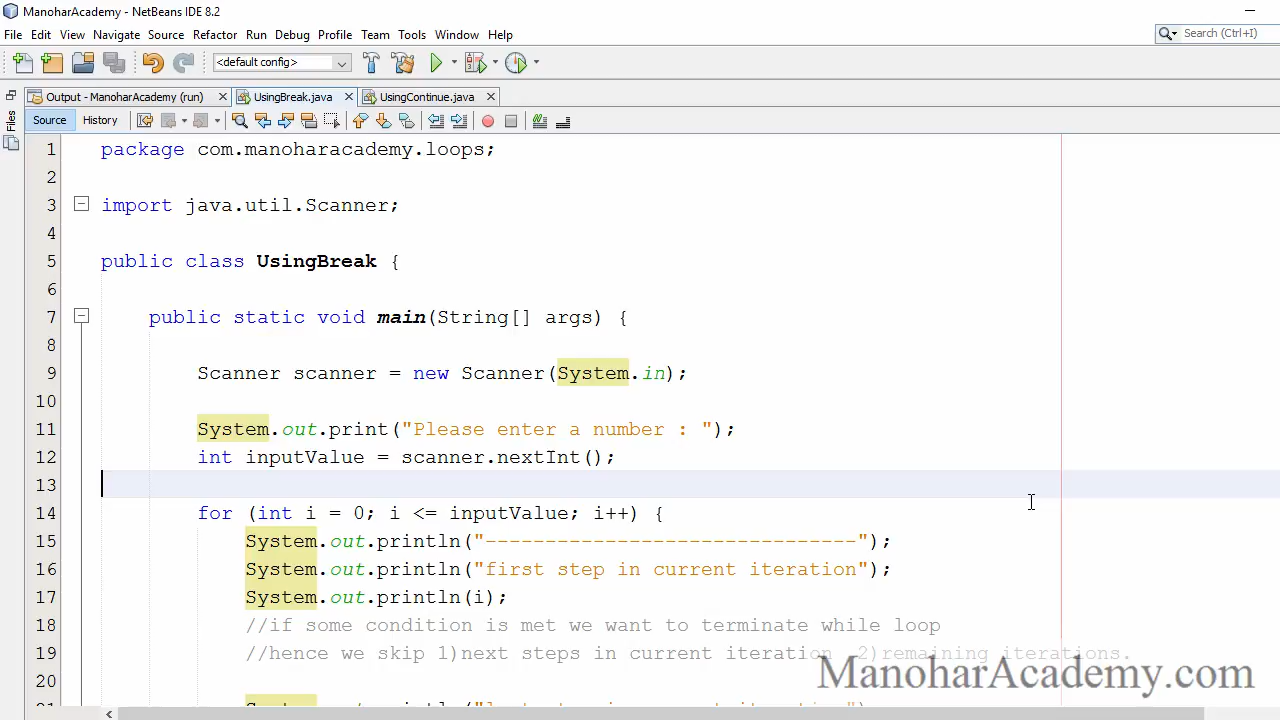 ManoharAcademy - NetBeans IDE 8.2
File Edit View Navigate Source Refactor Run Debug Profile Team Tools Window Help
Search (Ctrl+I)
<default config>
Output - ManoharAcademy (run) UsingBreak.java UsingContinue.java
Files
Source History
1 package com.manoharacademy.loops;
2
3 import java.util.Scanner;
4
5 public class UsingBreak {
6
7 public static void main(String[] args) {
8
9 Scanner scanner = new Scanner(System.in);
10
11 System.out.print("Please enter a number : ");
12 int inputValue = scanner.nextInt();
13
14 for (int i = 0; i <= inputValue; i++) {
15 System.out.println("-------------------------------");
16 System.out.println("first step in current iteration");
17 System.out.println(i);
18 //if some condition is met we want to terminate while loop
19 //hence we skip 1)next steps in current iteration 2)remaining iterations.
20
ManoharAcademy.com